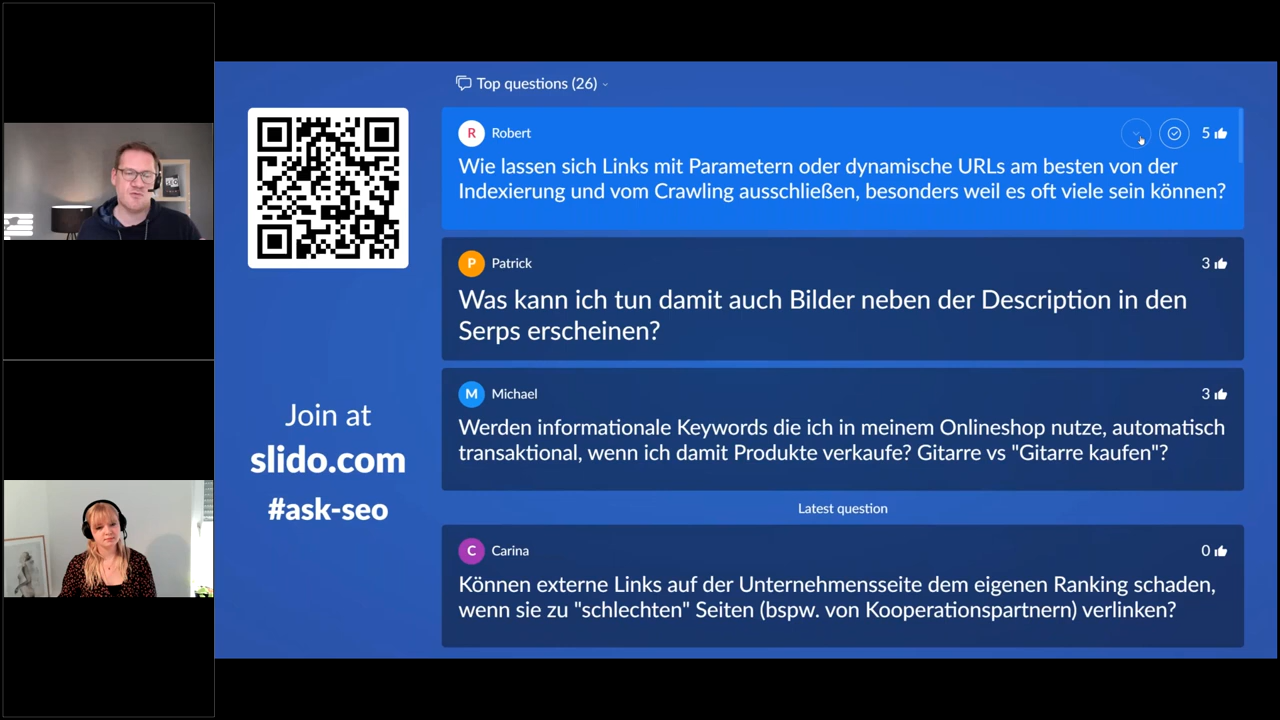 Top questions (26)
R Robert 5
Wie lassen sich Links mit Parametern oder dynamische URLs am besten von der
Indexierung und vom Crawling ausschließen, besonders weil es oft viele sein können?
P Patrick 3
Was kann ich tun damit auch Bilder neben der Description in den
Serps erscheinen?
M Michael 3
Werden informationale Keywords die ich in meinem Onlineshop nutze, automatisch
transaktional, wenn ich damit Produkte verkaufe? Gitarre vs "Gitarre kaufen"?
Join at
slido.com
#ask-seo
Latest question
C Carina 0
Können externe Links auf der Unternehmensseite dem eigenen Ranking schaden,
wenn sie zu "schlechten" Seiten (bspw. von Kooperationspartnern) verlinken?